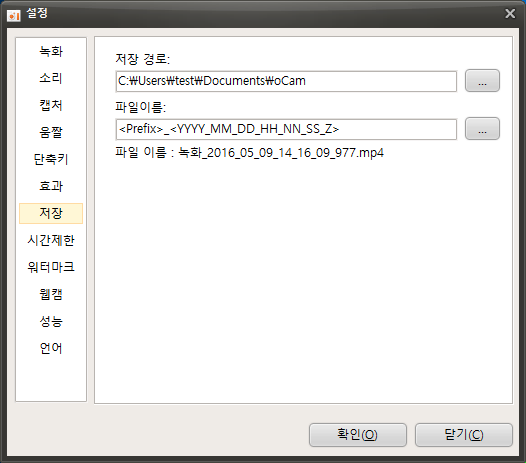 설정
녹화
소리
캡처
움짤
단축키
효과
저장
시간제한
워터마크
웹캠
성능
언어
저장 경로:
C:₩Users₩test₩Documents₩oCam
...
파일이름:
<Prefix>_<YYYY_MM_DD_HH_NN_SS_Z>
...
파일 이름 : 녹화_2016_05_09_14_16_09_977.mp4
확인(O)
닫기(C)